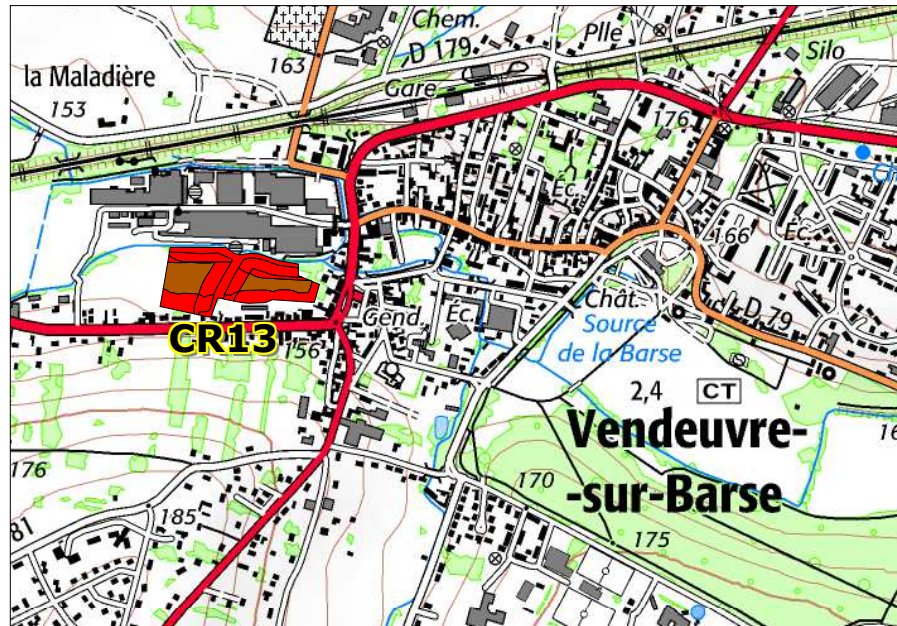 Chem.
D 179
Plle
Silo
163
la Maladière
153
Gare
176
Éc.
166
Éc.
Chât.
D 79
CR13
156
Gend.
Éc.
Source
de la Barse
2,4
CT
Vendeuvre-
-sur-Barse
176
170
185
175
81